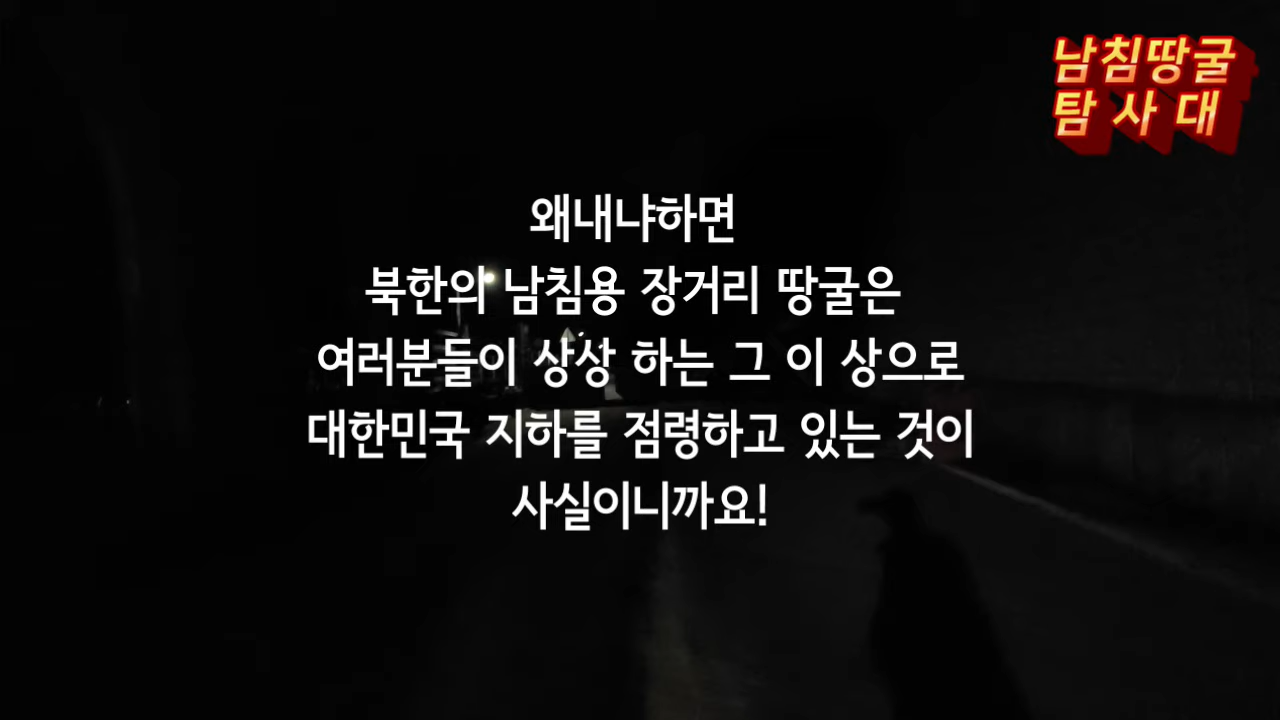 남침땅굴
탐사대
왜내냐하면
북한의 남침용 장거리 땅굴은
여러분들이 상상 하는 그 이 상으로
대한민국 지하를 점령하고 있는 것이
사실이니까요!